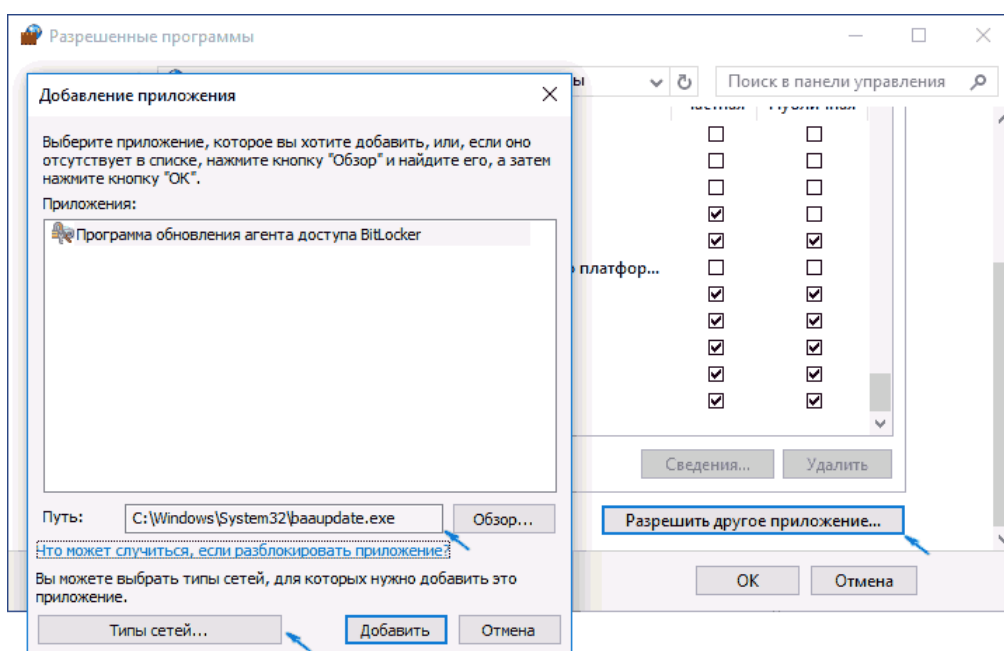 Разрешенные программы
ы
Поиск в панели управления
Добавление приложения
Выберите приложение, которое вы хотите добавить, или, если оно
отсутствует в списке, нажмите кнопку "Обзор" и найдите его, а затем
нажмите кнопку "ОК".
Приложения:
Программа обновления агента доступа BitLocker
платфор...
Сведения...
Удалить
Путь:
C:\Windows\System32\baaupdate.exe
Обзор...
Разрешить другое приложение...
Что может случиться, если разблокировать приложение?
Вы можете выбрать типы сетей, для которых нужно добавить это
приложение.
ОК
Отмена
Типы сетей...
Добавить
Отмена